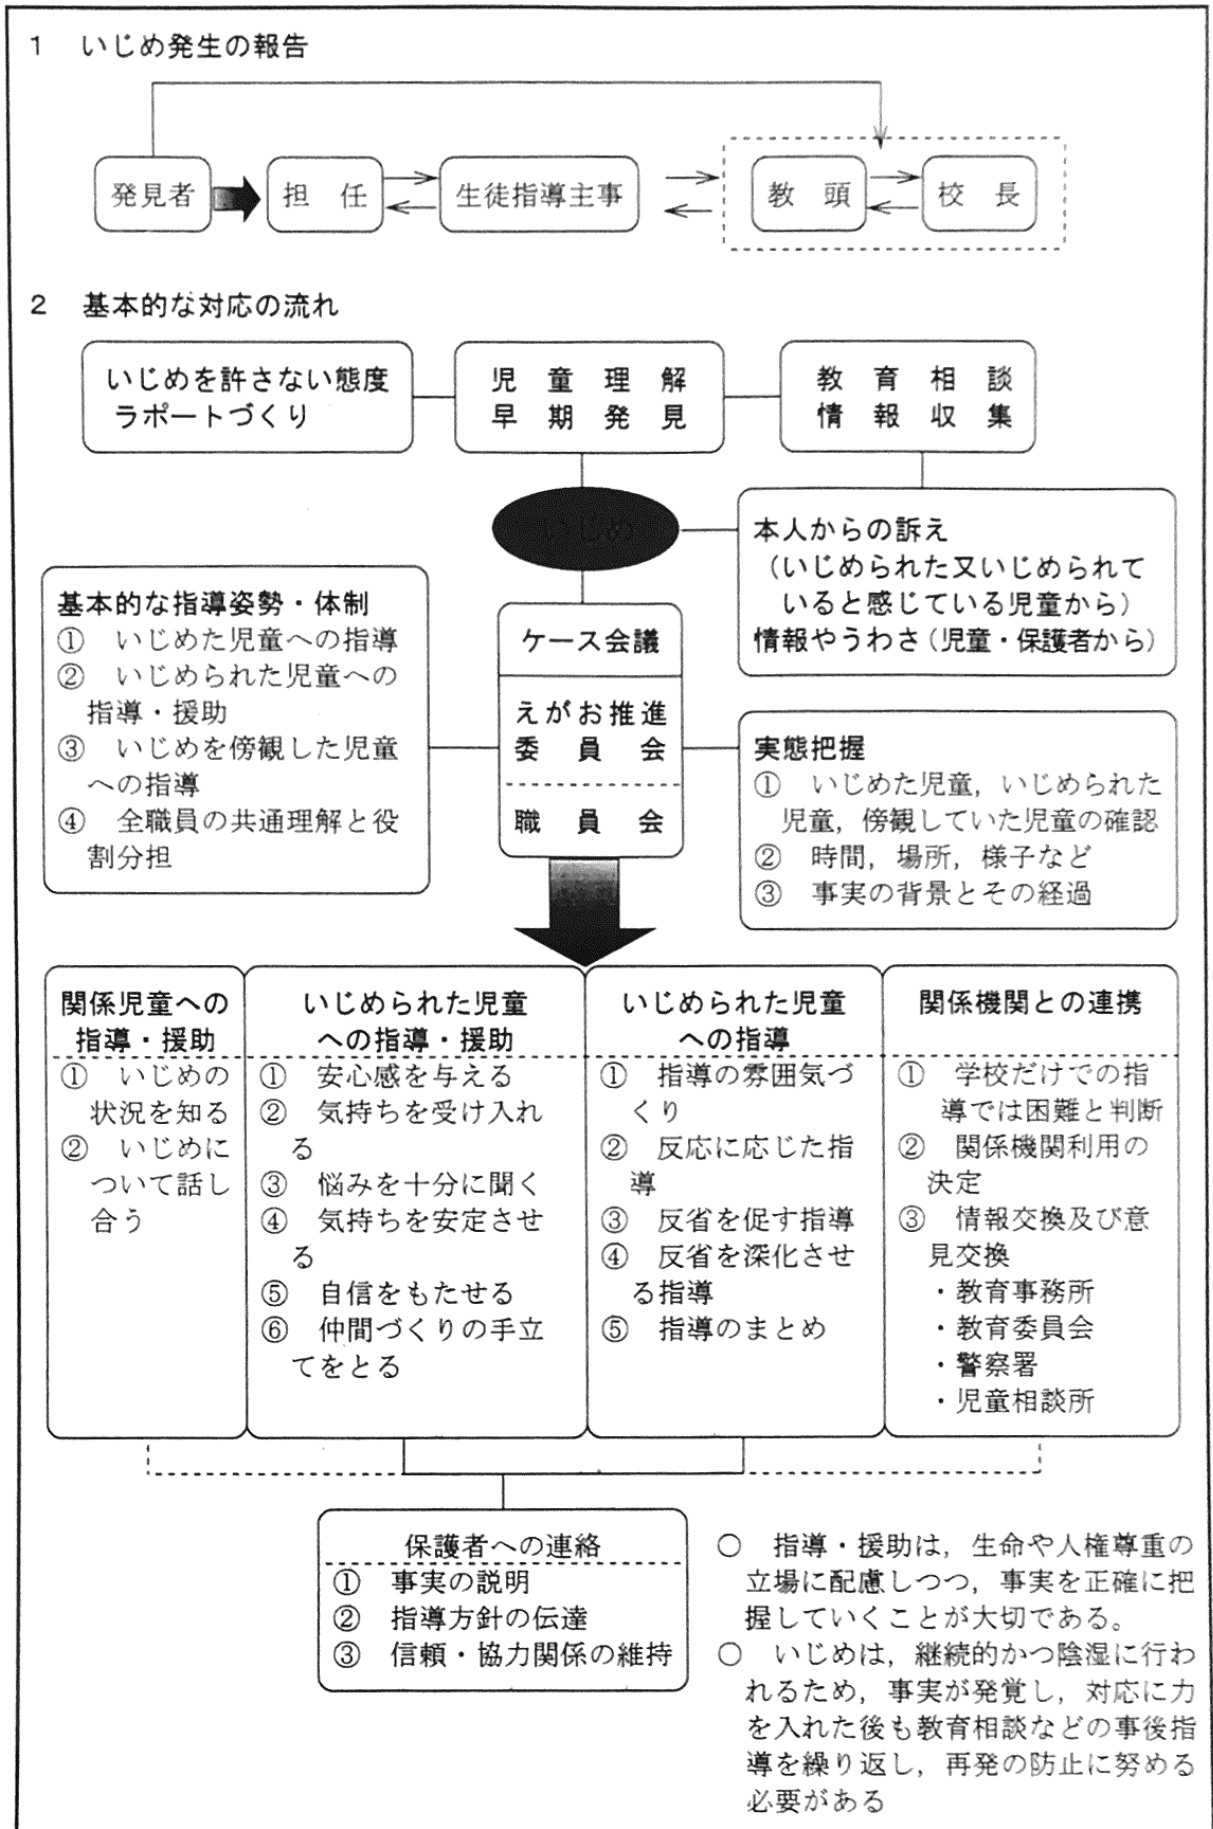 1　いじめ発生の報告
発見者
担　任
生徒指導主事
教　頭
校　長
2　基本的な対応の流れ
いじめを許さない態度
ラポートづくり
児　童　理　解
早　期　発　見
教　育　相　談
情　報　収　集
いじめ
本人からの訴え
（いじめられた又いじめられて
いると感じている児童から）
情報やうわさ（児童・保護者から）
基本的な指導姿勢・体制
①　いじめた児童への指導
②　いじめられた児童への
指導・援助
③　いじめを傍観した児童
への指導
④　全職員の共通理解と役
割分担
ケース会議
えがお推進
委　員　会
職　員　会
実態把握
①　いじめた児童，いじめられた
児童，傍観していた児童の確認
②　時間，場所，様子など
③　事実の背景とその経過
関係児童への
指導・援助
①　いじめの
状況を知る
②　いじめに
ついて話し
合う
いじめられた児童
への指導・援助
①　安心感を与える
②　気持ちを受け入れ
る
③　悩みを十分に聞く
④　気持ちを安定させ
る
⑤　自信をもたせる
⑥　仲間づくりの手立
てをとる
いじめられた児童
への指導
①　指導の雰囲気づ
くり
②　反応に応じた指
導
③　反省を促す指導
④　反省を深化させ
る指導
⑤　指導のまとめ
関係機関との連携
①　学校だけでの指
導では困難と判断
②　関係機関利用の
決定
③　情報交換及び意
見交換
・教育事務所
・教育委員会
・警察署
・児童相談所
保護者への連絡
①　事実の説明
②　指導方針の伝達
③　信頼・協力関係の維持
○　指導・援助は，生命や人権尊重の
立場に配慮しつつ，事実を正確に把
握していくことが大切である。
○　いじめは，継続的かつ陰湿に行わ
れるため，事実が発覚し，対応に力
を入れた後も教育相談などの事後指
導を繰り返し，再発の防止に努める
必要がある